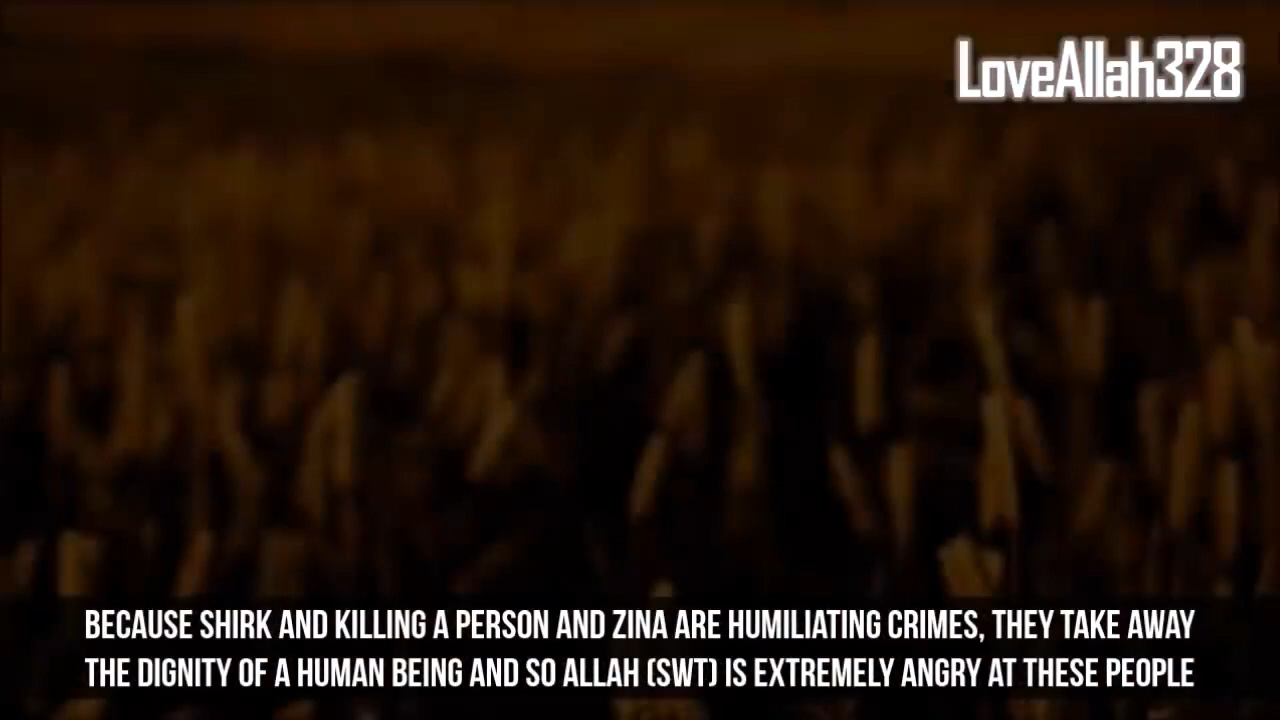 LoveAllah328
BECAUSE SHIRK AND KILLING A PERSON AND ZINA ARE HUMILIATING CRIMES, THEY TAKE AWAY
THE DIGNITY OF A HUMAN BEING AND SO ALLAH (SWT) IS EXTREMELY ANGRY AT THESE PEOPLE